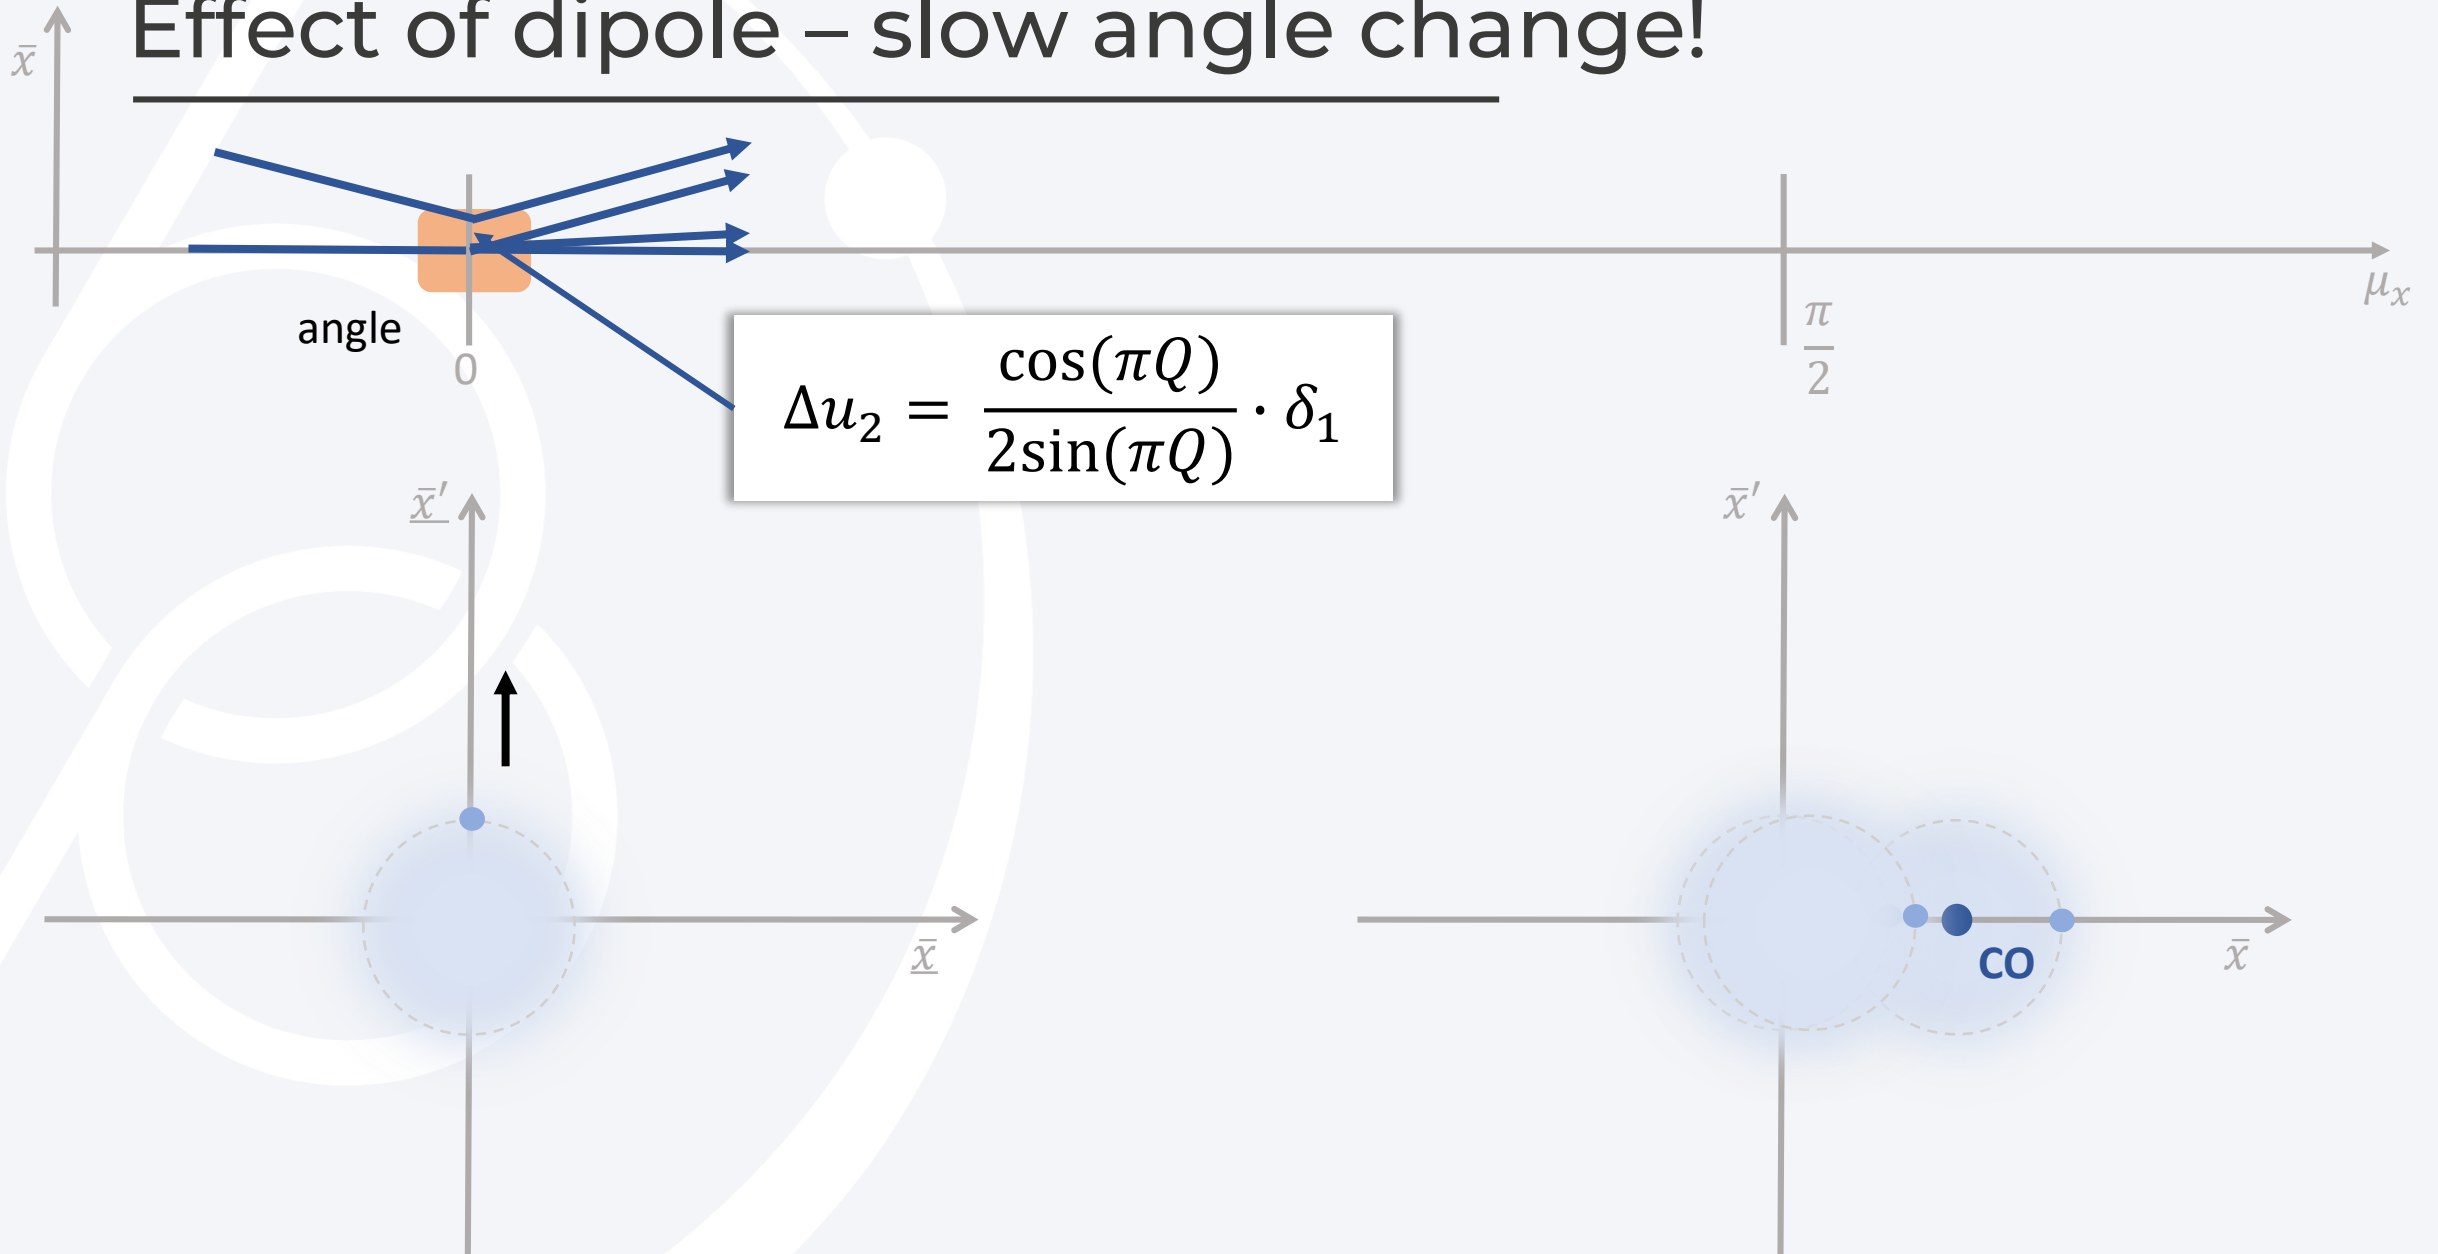 Effect of dipole – slow angle change!
x̄
μₓ
angle
0
π/2
Δu₂ = cos(πQ)/2sin(πQ) · δ₁
x̄′
x̄′
x̄
CO
x̄